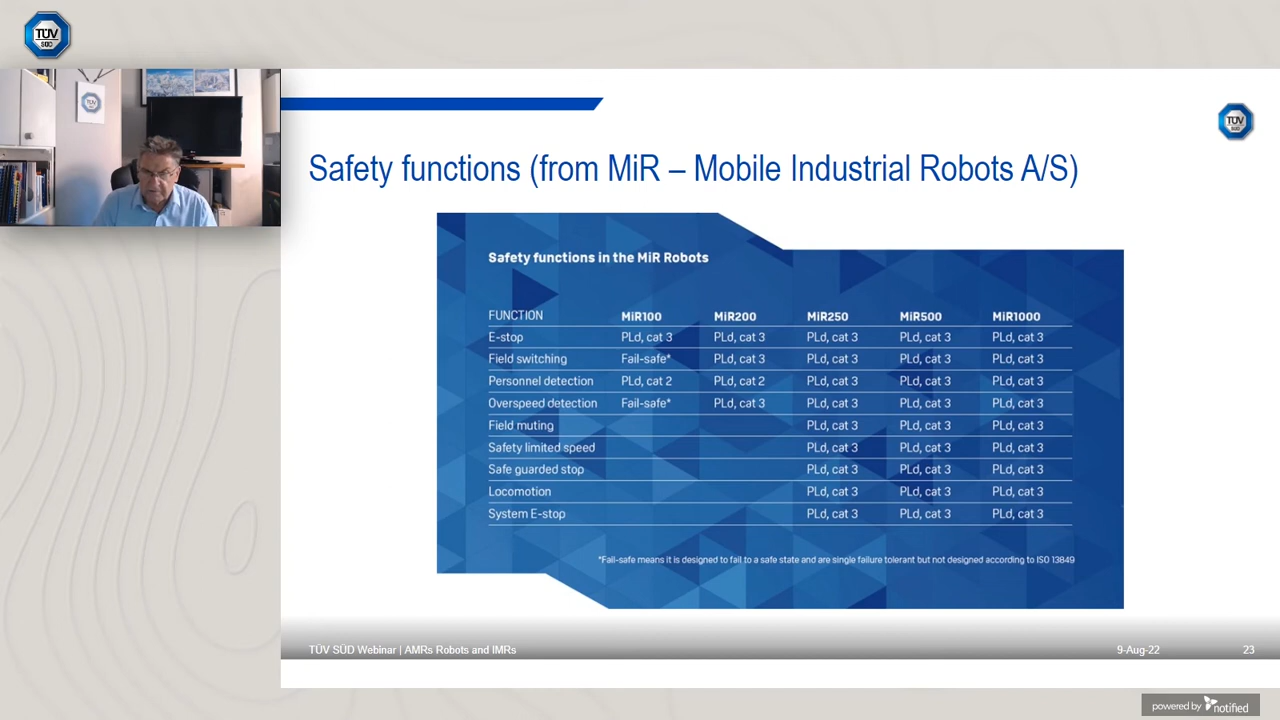 TÜV
SÜD
TÜV
TÜV
SÜD
Safety functions (from MiR – Mobile Industrial Robots A/S)
Safety functions in the MiR Robots
FUNCTION MiR100 MiR200 MiR250 MiR500 MiR1000
E-stop PLd, cat 3 PLd, cat 3 PLd, cat 3 PLd, cat 3 PLd, cat 3
Field switching Fail-safe* PLd, cat 3 PLd, cat 3 PLd, cat 3 PLd, cat 3
Personnel detection PLd, cat 2 PLd, cat 2 PLd, cat 3 PLd, cat 3 PLd, cat 3
Overspeed detection Fail-safe* PLd, cat 3 PLd, cat 3 PLd, cat 3 PLd, cat 3
Field muting PLd, cat 3 PLd, cat 3 PLd, cat 3
Safety limited speed PLd, cat 3 PLd, cat 3 PLd, cat 3
Safe guarded stop PLd, cat 3 PLd, cat 3 PLd, cat 3
Locomotion PLd, cat 3 PLd, cat 3 PLd, cat 3
System E-stop PLd, cat 3 PLd, cat 3 PLd, cat 3
*Fail-safe means it is designed to fail to a safe state and are single failure tolerant but not designed according to ISO 13849
TÜV SÜD Webinar | AMRs Robots and IMRs 9-Aug-22 23
powered by notified